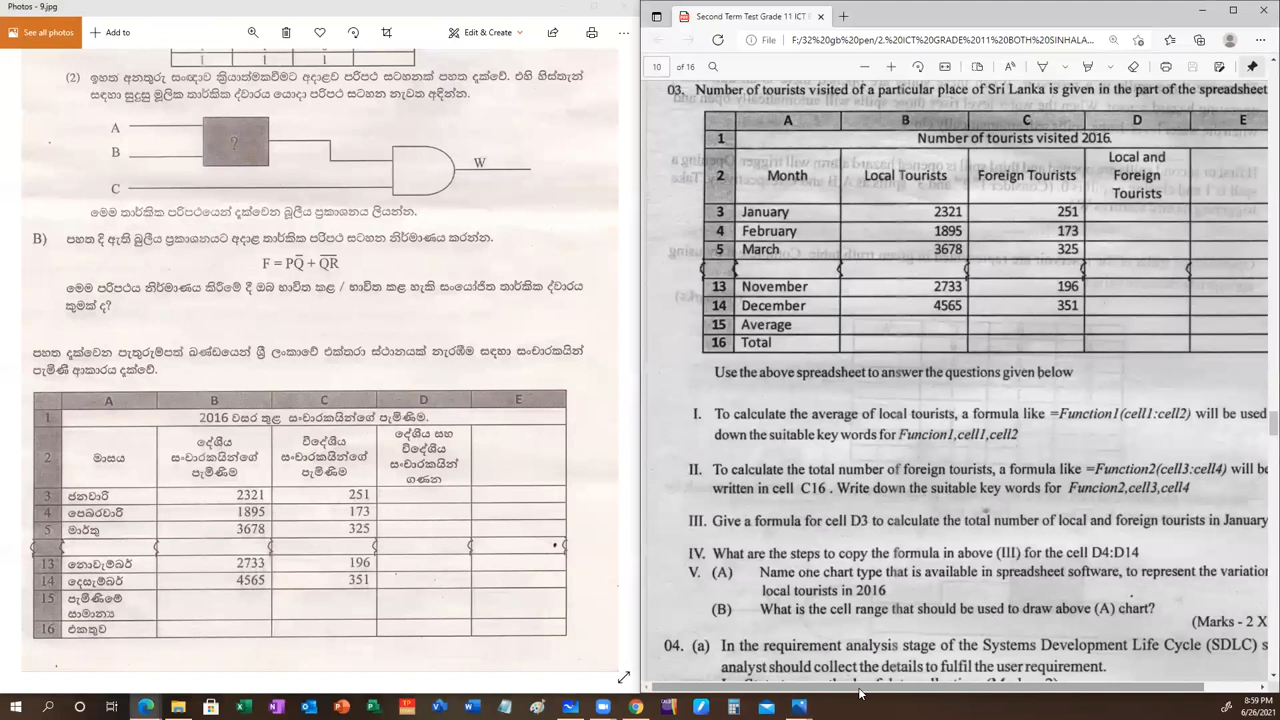 Photos - 9.jpg
See all photos
Add to
Edit & Create
(2) ඉහත අනතුරු සංඥාව ක්‍රියාත්මකවීමට අදාළව පරිපථ සටහනක් පහත දැක්වේ. එහි හිස්තැන්
සඳහා සුදුසු මූලික තාර්කික ද්වාරය යොදා පරිපථ සටහන නැවත අඳින්න.
A
B
?
C
W
මෙම තාර්කික පරිපථයෙන් දැක්වෙන බූලීය ප්‍රකාශනය ලියන්න.
B) පහත දී ඇති බූලීය ප්‍රකාශනයට අදාළ තාර්කික පරිපථ සටහන නිර්මාණය කරන්න.
F = PQ̅ + Q̅R̅
මෙම පරිපථය නිර්මාණය කිරීමේ දී ඔබ භාවිත කළ / භාවිත කළ හැකි සංයෝජිත තාර්කික ද්වාරය
කුමක් ද?
පහත දැක්වෙන පැතුරුම්පත් ඛණ්ඩයෙන් ශ්‍රී ලංකාවේ එක්තරා ස්ථානයක් නැරඹීම සඳහා සංචාරකයින්
පැමිණි ආකාරය දැක්වේ.
A B C D E
1 2016 වසර තුළ සංචාරකයින්ගේ පැමිණීම.
2 මාසය දේශීය සංචාරකයින්ගේ පැමිණීම විදේශීය සංචාරකයින්ගේ පැමිණීම දේශීය සහ විදේශීය සංචාරකයින් ගණන
3 ජනවාරි 2321 251
4 පෙබරවාරි 1895 173
5 මාර්තු 3678 325
13 නොවැම්බර් 2733 196
14 දෙසැම්බර් 4565 351
15 පැමිණීමේ සාමාන්‍ය
16 එකතුව
Second Term Test Grade 11 ICT E
File F:/32%20gb%20pen/2.%20ICT%20GRADE%2011%20BOTH%20SINHALA...
10 of 16
03. Number of tourists visited of a particular place of Sri Lanka is given in the part of the spreadsheet
A B C D E
1 Number of tourists visited 2016.
2 Month Local Tourists Foreign Tourists Local and Foreign Tourists
3 January 2321 251
4 February 1895 173
5 March 3678 325
13 November 2733 196
14 December 4565 351
15 Average
16 Total
Use the above spreadsheet to answer the questions given below
I. To calculate the average of local tourists, a formula like =Function1(cell1:cell2) will be used
down the suitable key words for Funcion1,cell1,cell2
II. To calculate the total number of foreign tourists, a formula like =Function2(cell3:cell4) will be
written in cell C16. Write down the suitable key words for Funcion2,cell3,cell4
III. Give a formula for cell D3 to calculate the total number of local and foreign tourists in January
IV. What are the steps to copy the formula in above (III) for the cell D4:D14
V. (A) Name one chart type that is available in spreadsheet software, to represent the variation
local tourists in 2016
(B) What is the cell range that should be used to draw above (A) chart?
(Marks - 2 X
04. (a) In the requirement analysis stage of the Systems Development Life Cycle (SDLC) s
analyst should collect the details to fulfil the user requirement.
8:59 PM
6/26/2021